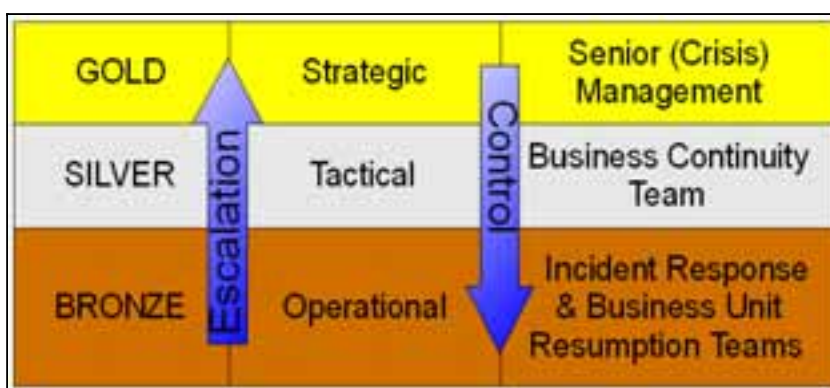 GOLD
Strategic
Senior (Crisis)
Management
SILVER
Tactical
Business Continuity
Team
BRONZE
Operational
Incident Response
& Business Unit
Resumption Teams
Escalation
Control